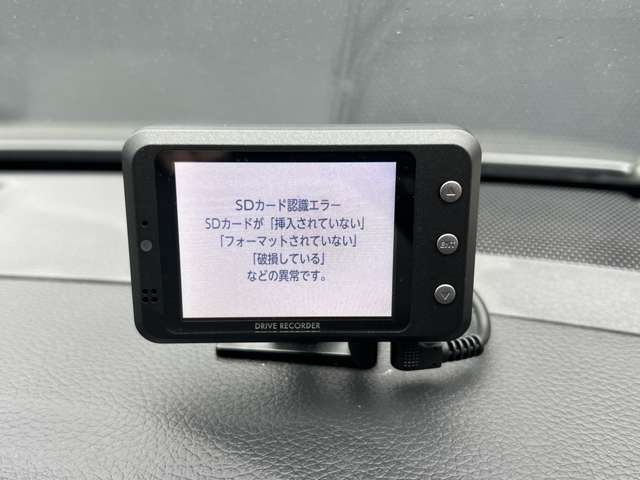 SDカード認識エラー
SDカードが「挿入されていない」
「フォーマットされていない」
「破損している」
などの異常です。
DRIVE RECORDER